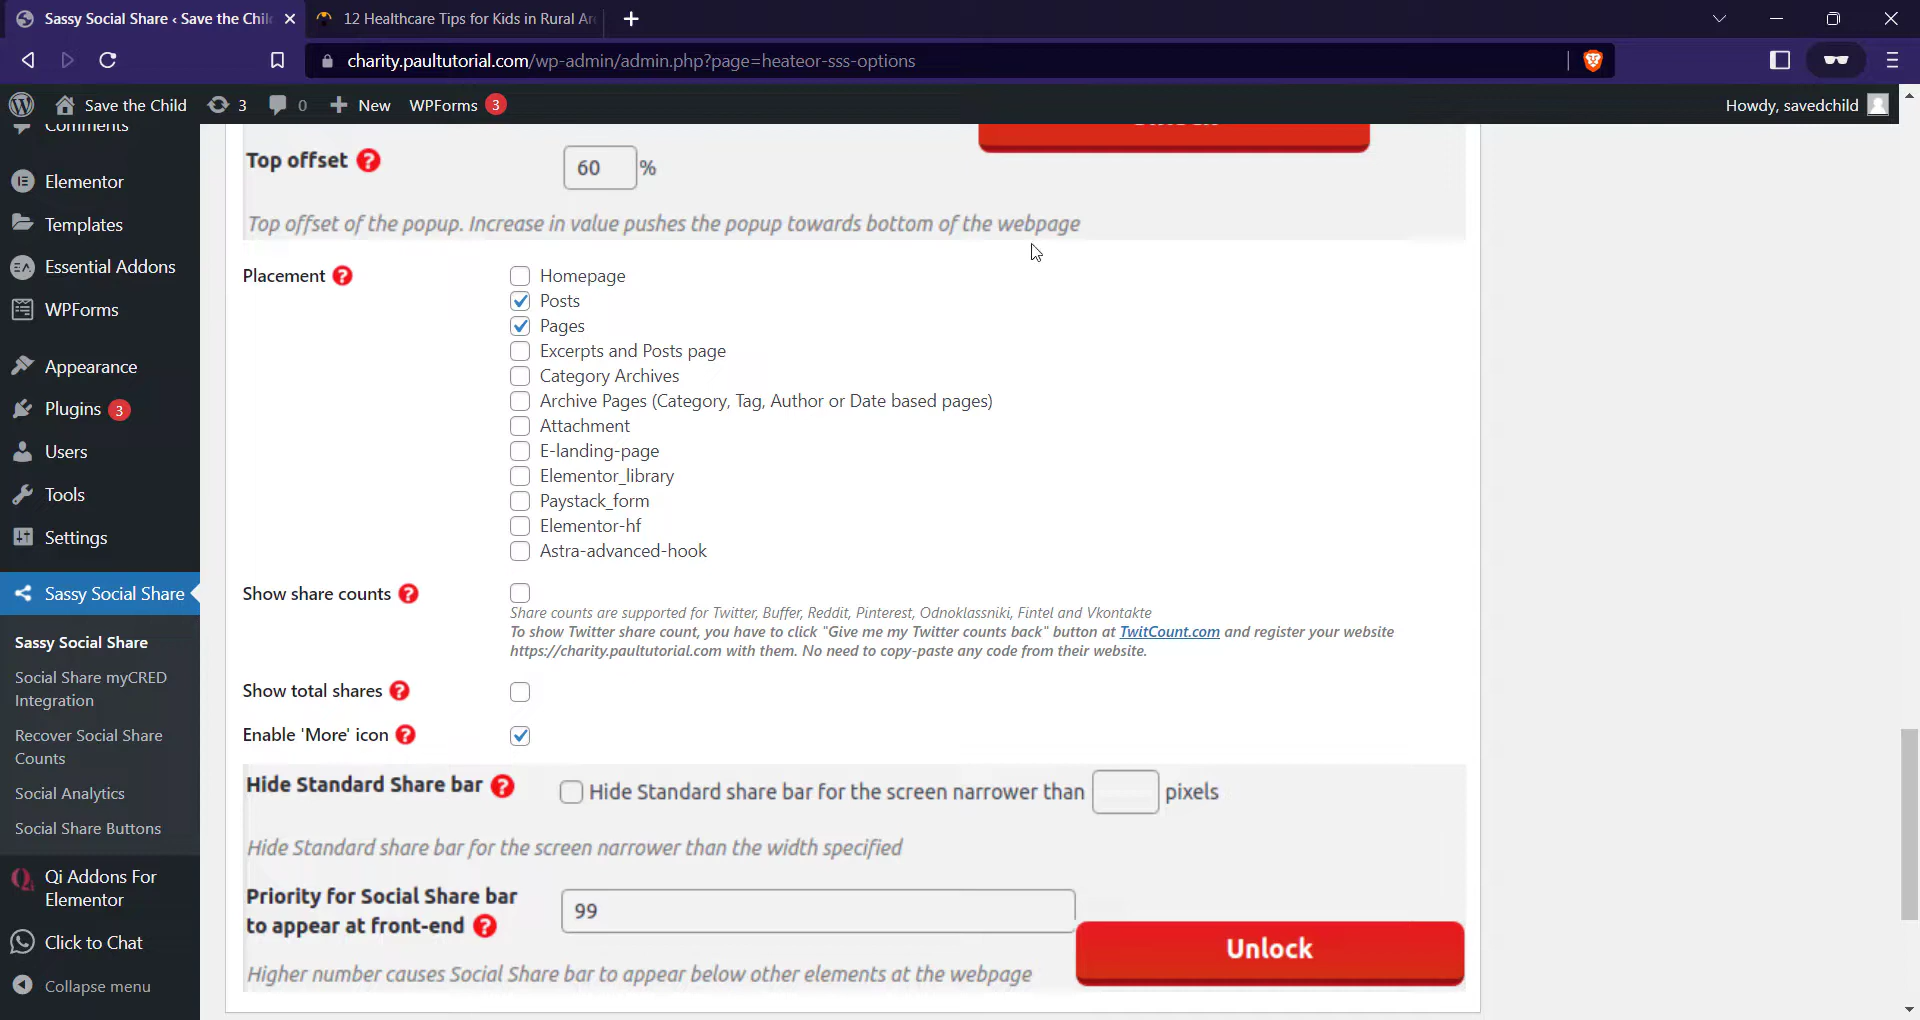 Sassy Social Share ‹ Save the Chil
12 Healthcare Tips for Kids in Rural Ar
charity.paultutorial.com/wp-admin/admin.php?page=heateor-sss-options
Save the Child
3
0
New
WPForms 3
Howdy, savedchild
Comments
Elementor
Templates
Essential Addons
WPForms
Appearance
Plugins 3
Users
Tools
Settings
Sassy Social Share
Sassy Social Share
Social Share myCRED
Integration
Recover Social Share
Counts
Social Analytics
Social Share Buttons
Qi Addons For
Elementor
Click to Chat
Collapse menu
Top offset ?
60 %
Top offset of the popup. Increase in value pushes the popup towards bottom of the webpage
Placement ?
Homepage
Posts
Pages
Excerpts and Posts page
Category Archives
Archive Pages (Category, Tag, Author or Date based pages)
Attachment
E-landing-page
Elementor_library
Paystack_form
Elementor-hf
Astra-advanced-hook
Show share counts ?
Share counts are supported for Twitter, Buffer, Reddit, Pinterest, Odnoklassniki, Fintel and Vkontakte
To show Twitter share count, you have to click "Give me my Twitter counts back" button at TwitCount.com and register your website
https://charity.paultutorial.com with them. No need to copy-paste any code from their website.
Show total shares ?
Enable 'More' icon ?
Hide Standard Share bar ?
Hide Standard share bar for the screen narrower than pixels
Hide Standard share bar for the screen narrower than the width specified
Priority for Social Share bar
to appear at front-end ?
99
Unlock
Higher number causes Social Share bar to appear below other elements at the webpage